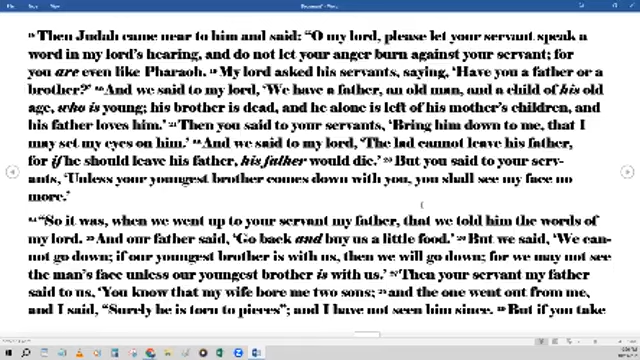 18 Then Judah came near to him and said: “O my lord, please let your servant speak a
word in my lord’s hearing, and do not let your anger burn against your servant; for
you are even like Pharaoh. 19 My lord asked his servants, saying, ‘Have you a father or a
brother?’ 20 And we said to my lord, ‘We have a father, an old man, and a child of his old
age, who is young; his brother is dead, and he alone is left of his mother’s children, and
his father loves him.’ 21 Then you said to your servants, ‘Bring him down to me, that I
may set my eyes on him.’ 22 And we said to my lord, ‘The lad cannot leave his father,
for if he should leave his father, his father would die.’ 23 But you said to your serv-
ants, ‘Unless your youngest brother comes down with you, you shall see my face no
more.’
24 “So it was, when we went up to your servant my father, that we told him the words of
my lord. 25 And our father said, ‘Go back and buy us a little food.’ 26 But we said, ‘We can-
not go down; if our youngest brother is with us, then we will go down; for we may not see
the man’s face unless our youngest brother is with us.’ 27 Then your servant my father
said to us, ‘You know that my wife bore me two sons; 28 and the one went out from me,
and I said, “Surely he is torn to pieces”; and I have not seen him since. 29 But if you take